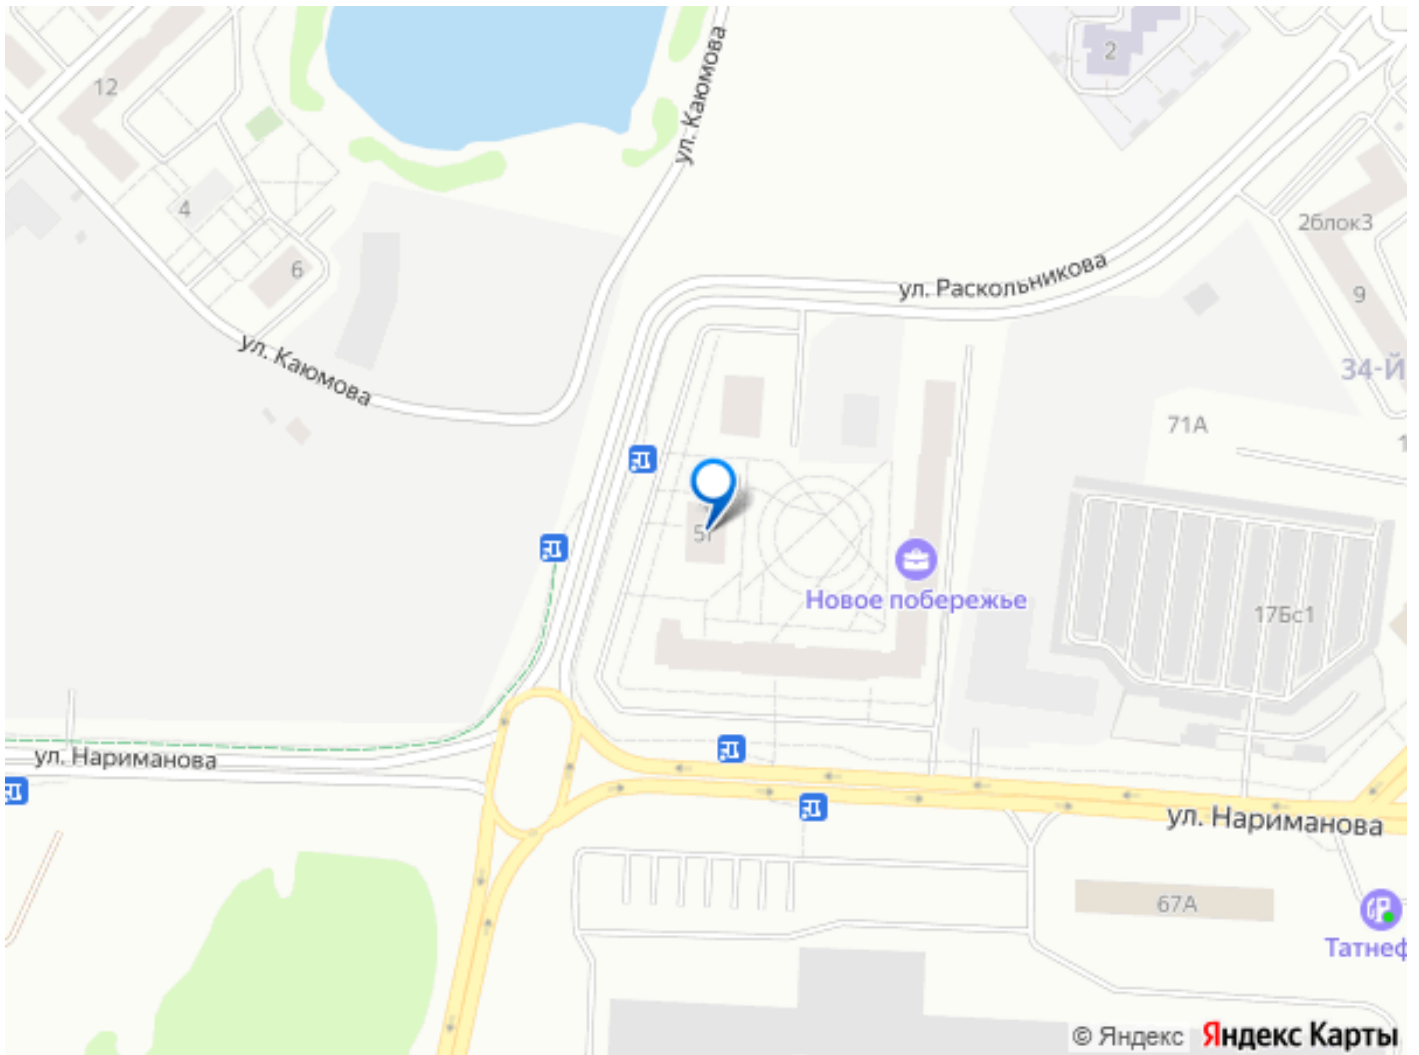 2
12
ул. Каюмова
4
2блок3
6
ул. Раскольникова
9
ул. Каюмова
34-Й
71А
Новое побережье
17Бс1
ул. Нариманова
ул. Нариманова
67А
Татнеф
© Яндекс Яндекс Карты